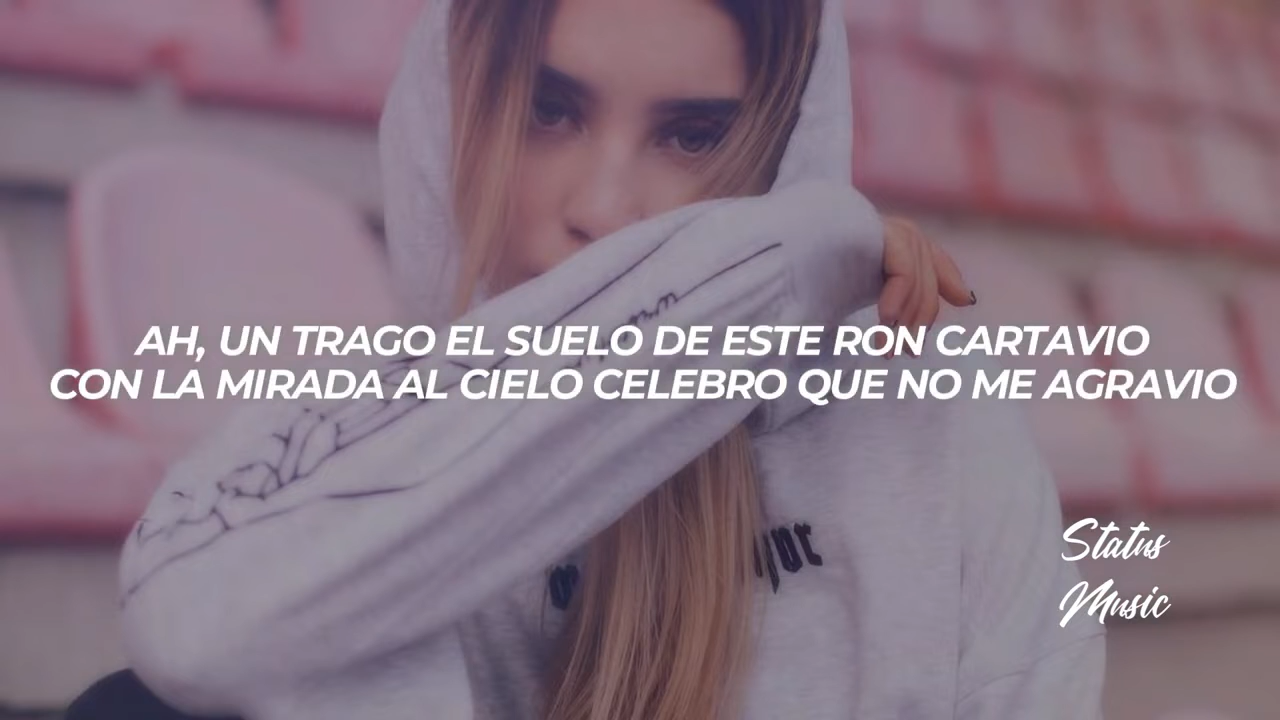 AH, UN TRAGO EL SUELO DE ESTE RON CARTAVIO
CON LA MIRADA AL CIELO CELEBRO QUE NO ME AGRAVIO
Status
Music